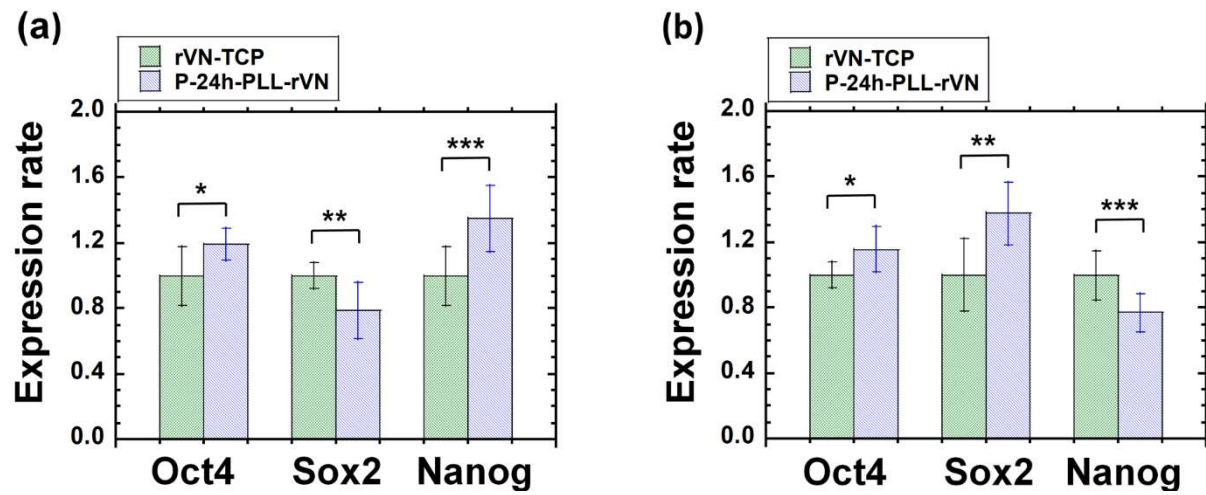 (a)
rVN-TCP
P-24h-PLL-rVN
Expression rate
2.0
1.6
1.2
0.8
0.4
0.0
*
**
***
Oct4 Sox2 Nanog
(b)
rVN-TCP
P-24h-PLL-rVN
Expression rate
2.0
1.6
1.2
0.8
0.4
0.0
*
**
***
Oct4 Sox2 Nanog